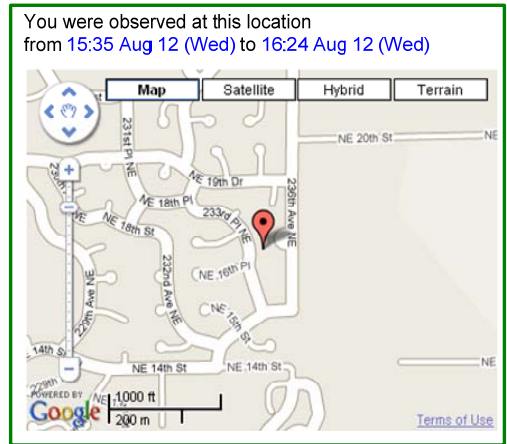 You were observed at this location
from 15:35 Aug 12 (Wed) to 16:24 Aug 12 (Wed)
Map
Satellite
Hybrid
Terrain
231st Pl NE
NE 20th St
NE
NE 19th Dr
236th Ave NE
NE 18th Pl
233rd Pl NE
NE 18th St
232nd Ave NE
NE 16th Pl
229th Ave NE
NE 15th St
14th St
NE 14th St
NE 14th St
NE
229th
POWERED BY
Google
1000 ft
200 m
Terms of Use